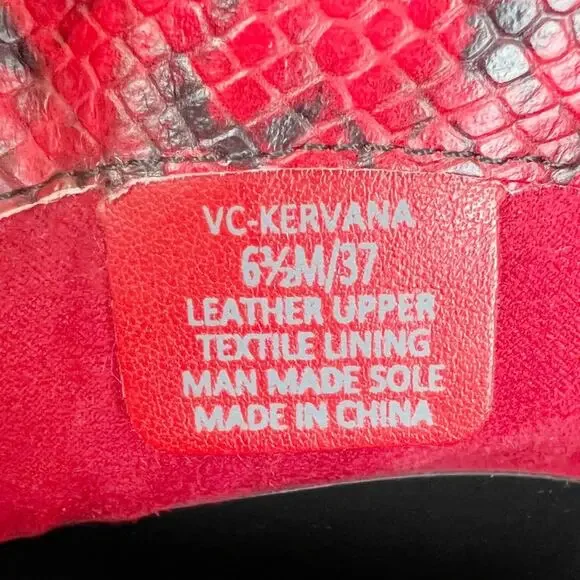 VC-KERVANA
6½M/37
LEATHER UPPER
TEXTILE LINING
MAN MADE SOLE
MADE IN CHINA